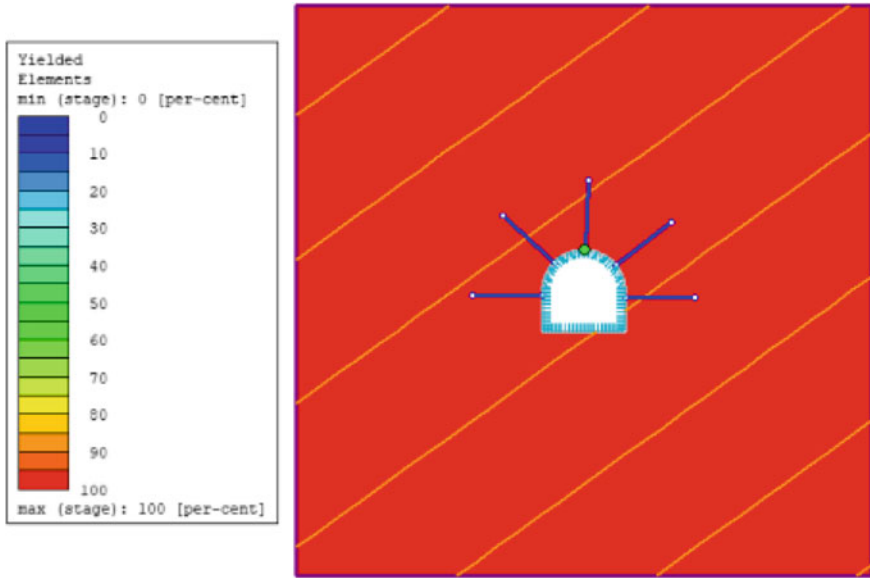 Yielded
Elements
min (stage): 0 [per-cent]
0
10
20
30
40
50
60
70
80
90
100
max (stage): 100 [per-cent]